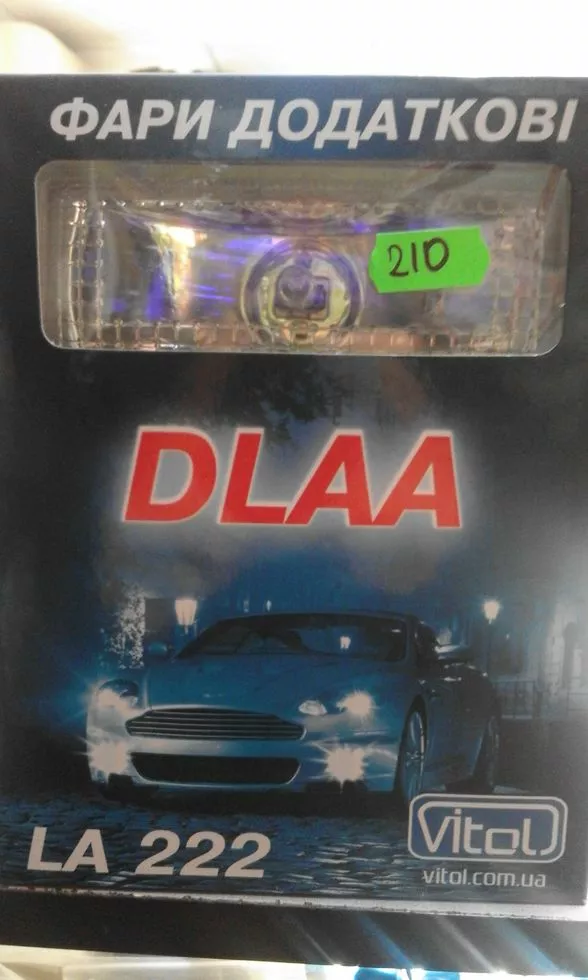 ФАРИ ДОДАТКОВІ
210
DLAA
LA 222
Vitol
vitol.com.ua